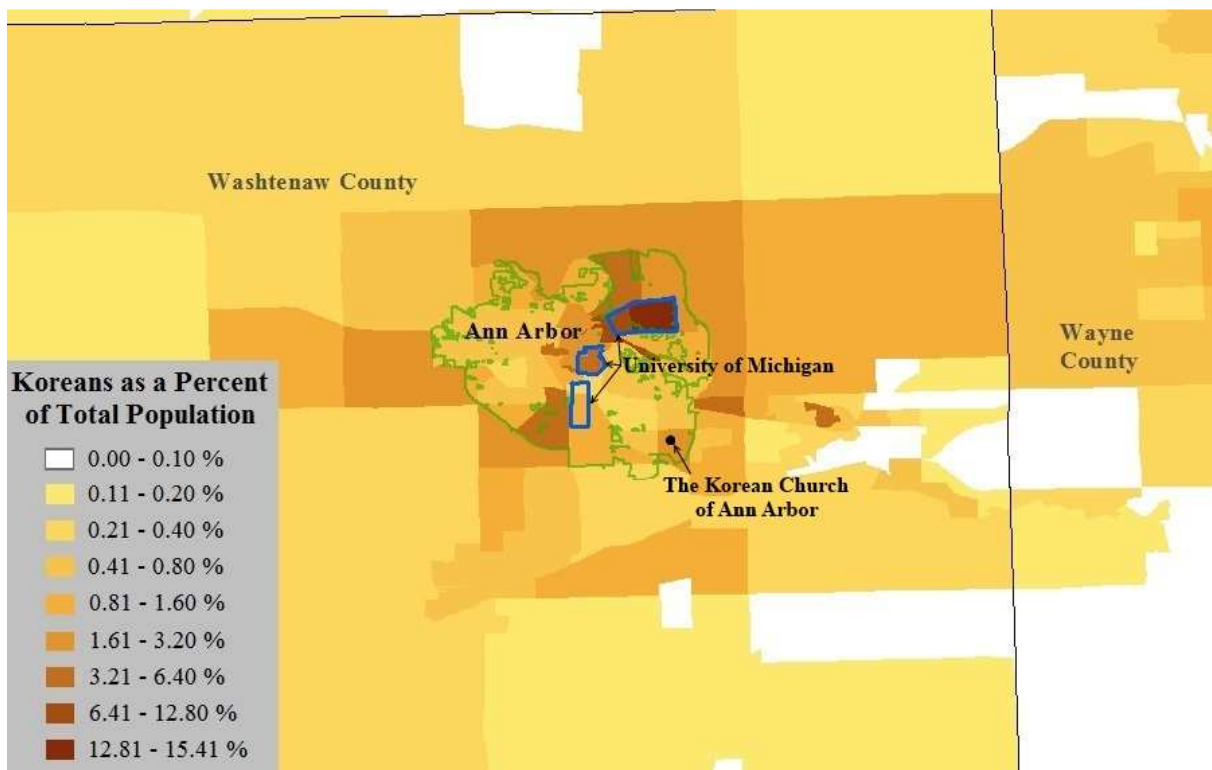 Washtenaw County
Ann Arbor
University of Michigan
Wayne
County
The Korean Church
of Ann Arbor
Koreans as a Percent
of Total Population
0.00 - 0.10 %
0.11 - 0.20 %
0.21 - 0.40 %
0.41 - 0.80 %
0.81 - 1.60 %
1.61 - 3.20 %
3.21 - 6.40 %
6.41 - 12.80 %
12.81 - 15.41 %